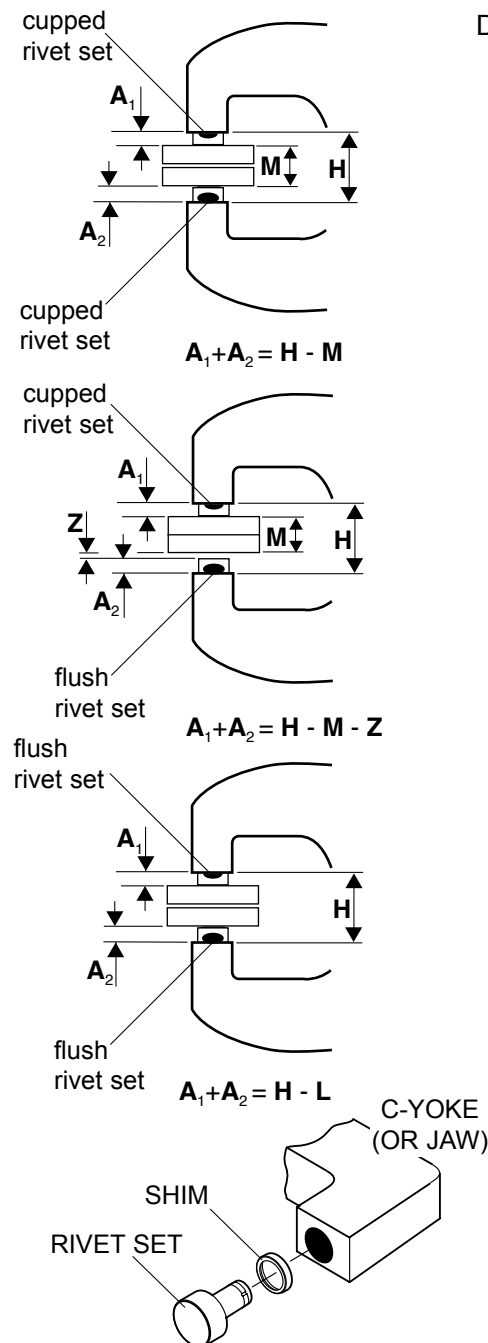 cupped
rivet set
D
A₁
M
H
A₂
cupped
rivet set
A₁+A₂ = H - M
cupped
rivet set
A₁
Z
M
H
A₂
flush
rivet set
A₁+A₂ = H - M - Z
flush
rivet set
A₁
H
A₂
flush
rivet set
A₁+A₂ = H - L
C-YOKE
(OR JAW)
SHIM
RIVET SET